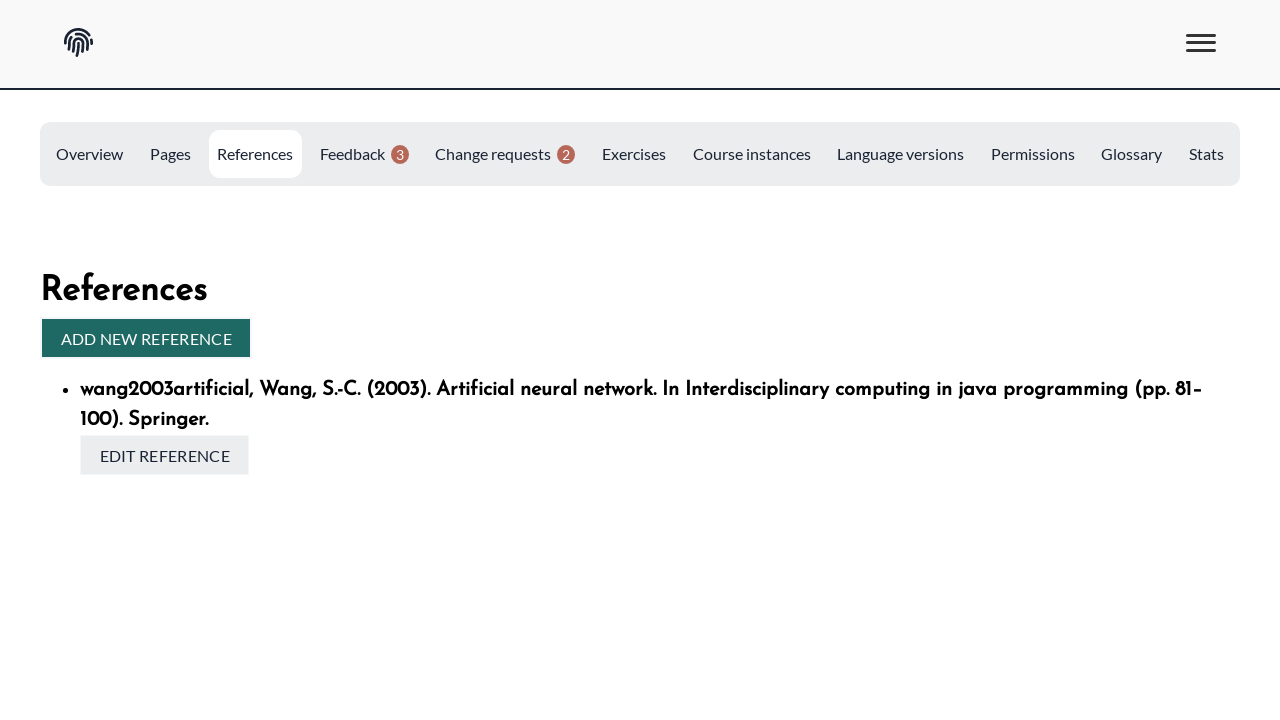 Overview Pages References Feedback 3 Change requests 2 Exercises Course instances Language versions Permissions Glossary Stats
References
ADD NEW REFERENCE
wang2003artificial, Wang, S.-C. (2003). Artificial neural network. In Interdisciplinary computing in java programming (pp. 81–
100). Springer.
EDIT REFERENCE